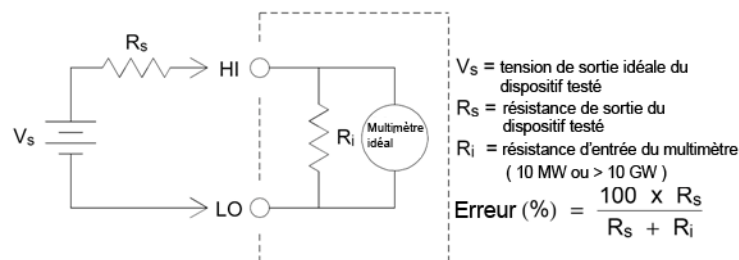 Rs
HI
Vs
Ri
Multimètre
idéal
LO
Vs = tension de sortie idéale du
dispositif testé
Rs = résistance de sortie du
dispositif testé
Ri = résistance d'entrée du multimètre
( 10 MW ou > 10 GW )
Erreur (%) = 100 x Rs
Rs + Ri